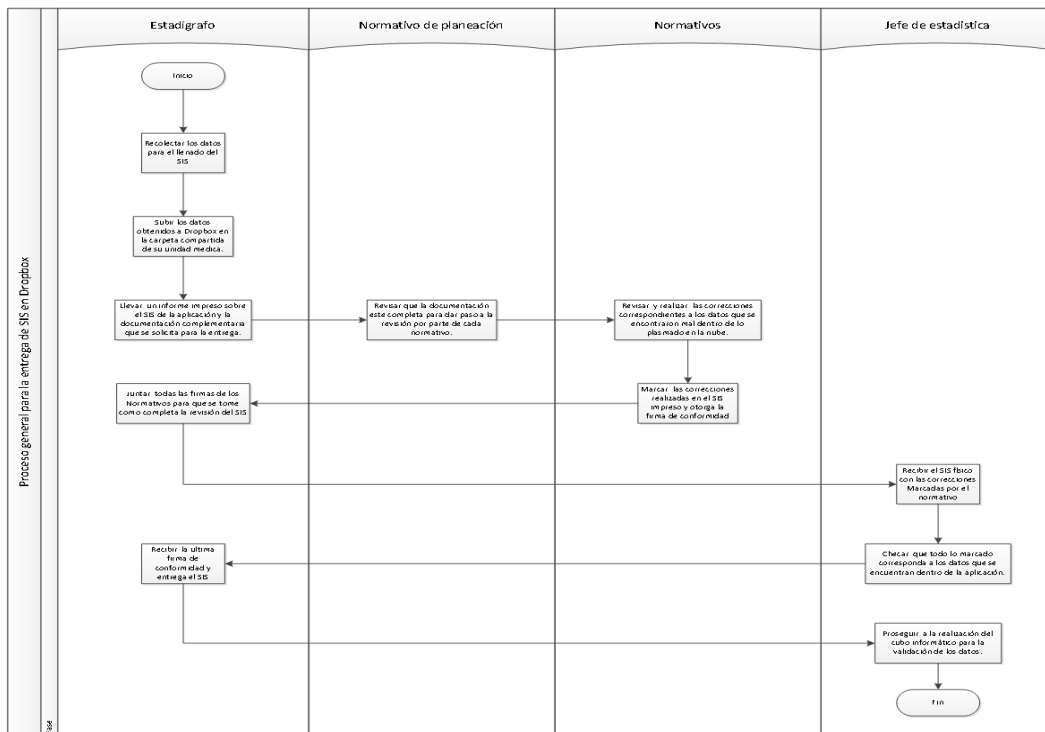 Proceso general para la entrega de SIS en Dropbox
Fase
Estadígrafo
Normativo de planeación
Normativos
Jefe de estadistica
Inicio
Recolectar los datos
para el llenado del
SIS
Subir los datos
obtenidos a Dropbox en
la carpeta compartida
de su unidad medica.
Llevar un informe impreso sobre
el SIS de la aplicación y la
documentación complementaria
que se solicita para la entrega.
Revisar que la documentación
este completa para dar paso a la
revisión por parte de cada
normativo.
Revisar y realizar las correcciones
correspondientes a los datos que se
encontraron mal dentro de lo
plasmado en la nube.
Marcar las correcciones
realizadas en el SIS
impreso y otorga la
firma de conformidad
Juntar todas las firmas de los
Normativos para que se tome
como completa la revisión del SIS
Recibir el SIS físico
con las correcciones
Marcadas por el
normativo
Checar que todo lo marcado
corresponda a los datos que se
encuentran dentro de la aplicación.
Recibir la ultima
firma de
conformidad y
entrega el SIS
Proseguir a la realización del
cubo informático para la
validación de los datos.
Fin